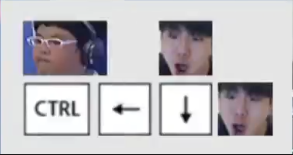 CTRL ← ↓